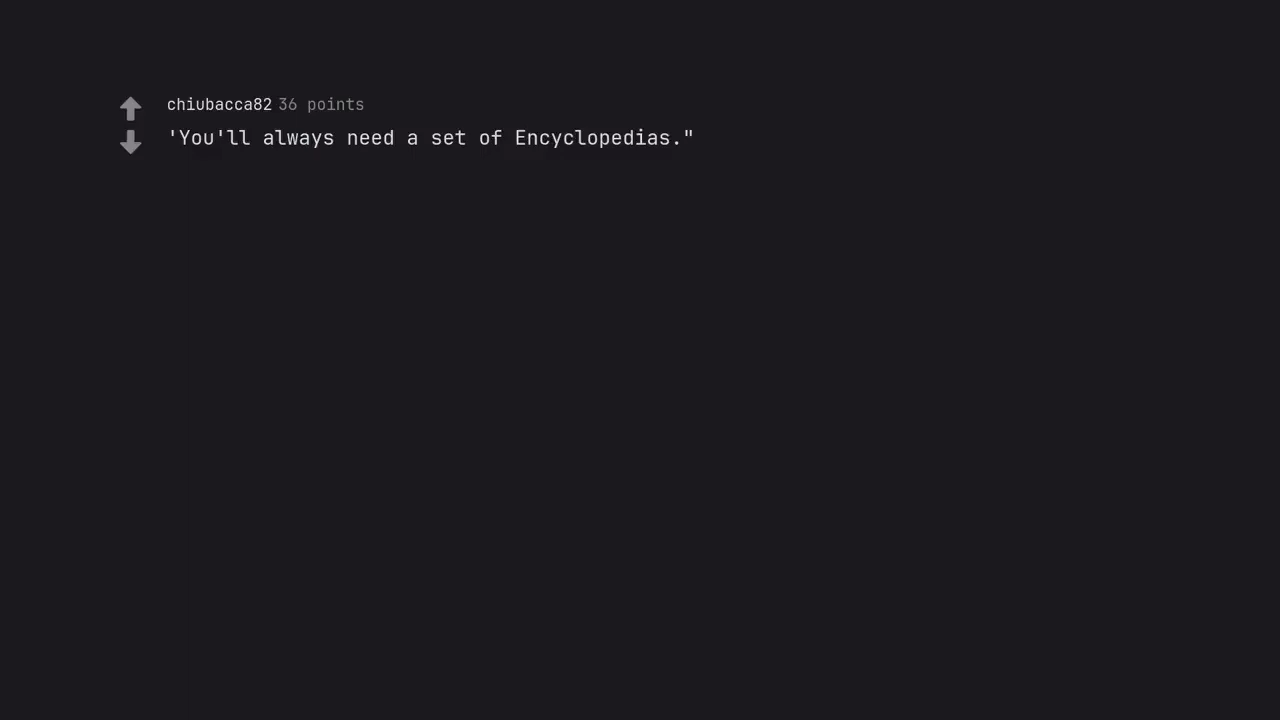 chiubacca82 36 points
'You'll always need a set of Encyclopedias."